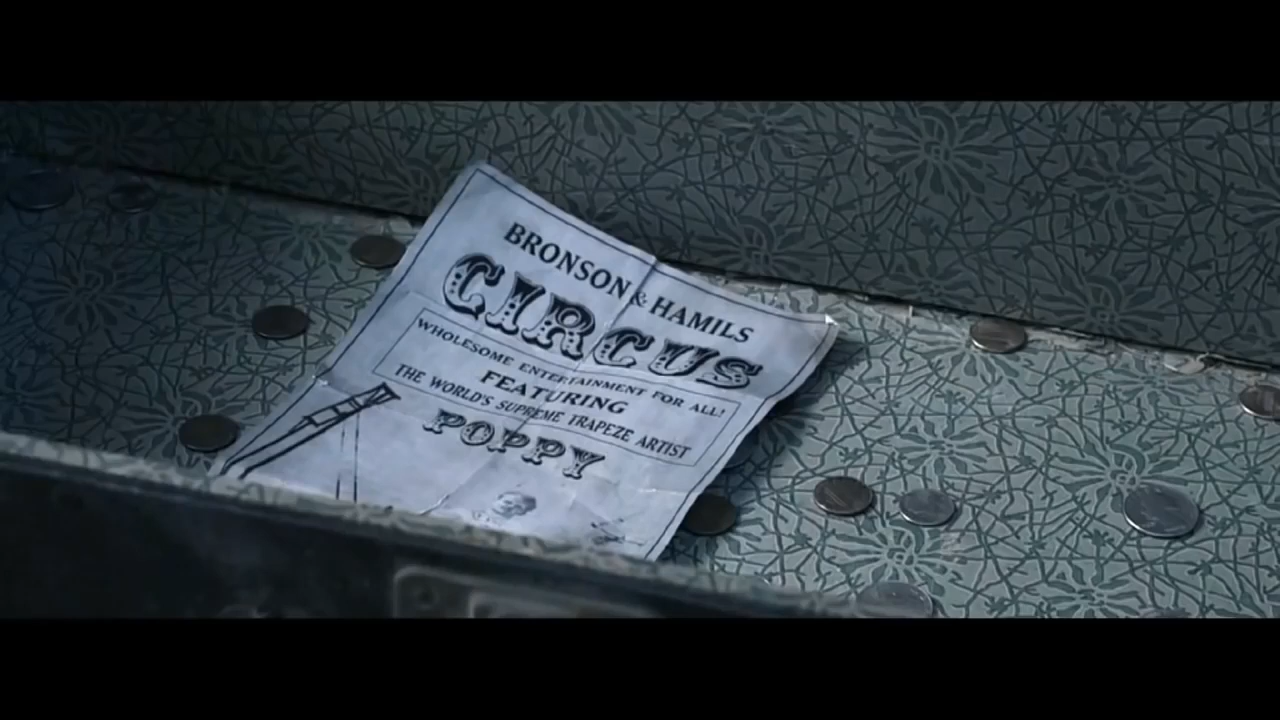 BRONSON & HAMILS
CIRCUS
WHOLESOME ENTERTAINMENT FOR ALL!
FEATURING
THE WORLD'S SUPREME TRAPEZE ARTIST
POPPY